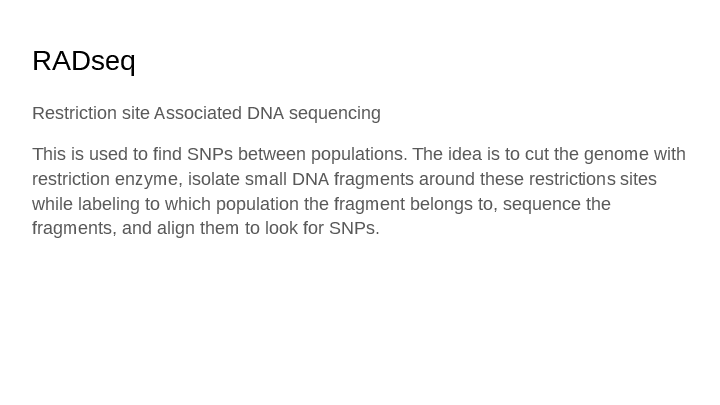 RADseq
Restriction site Associated DNA sequencing
This is used to find SNPs between populations. The idea is to cut the genome with
restriction enzyme, isolate small DNA fragments around these restrictions sites
while labeling to which population the fragment belongs to, sequence the
fragments, and align them to look for SNPs.